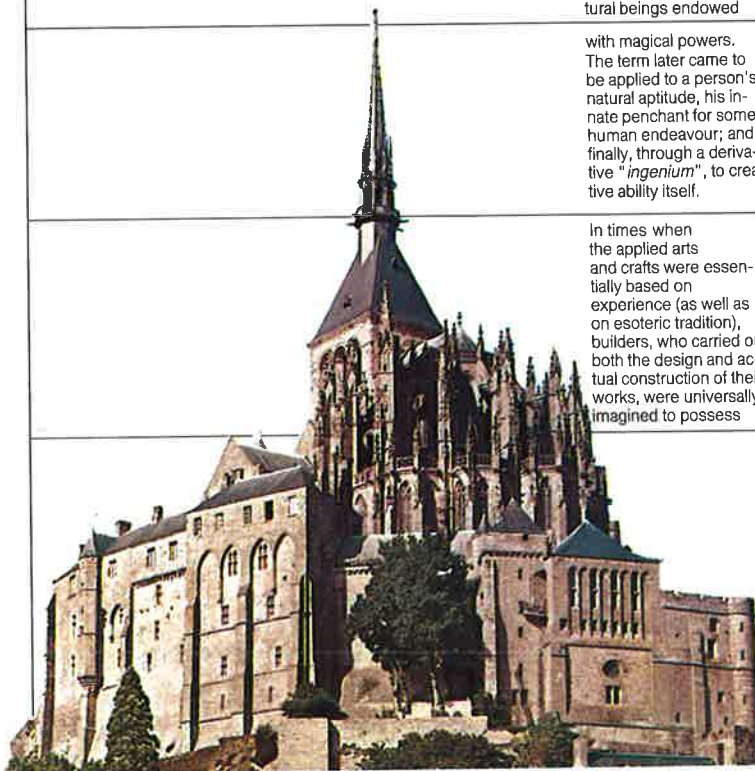 tural beings endowed
with magical powers.
The term later came to
be applied to a person's
natural aptitude, his in-
nate penchant for some
human endeavour; and
finally, through a deriva-
tive "ingenium", to crea
tive ability itself.
In times when
the applied arts
and crafts were essen-
tially based on
experience (as well as
on esoteric tradition),
builders, who carried o
both the design and ac
tual construction of thei
works, were universally
imagined to possess